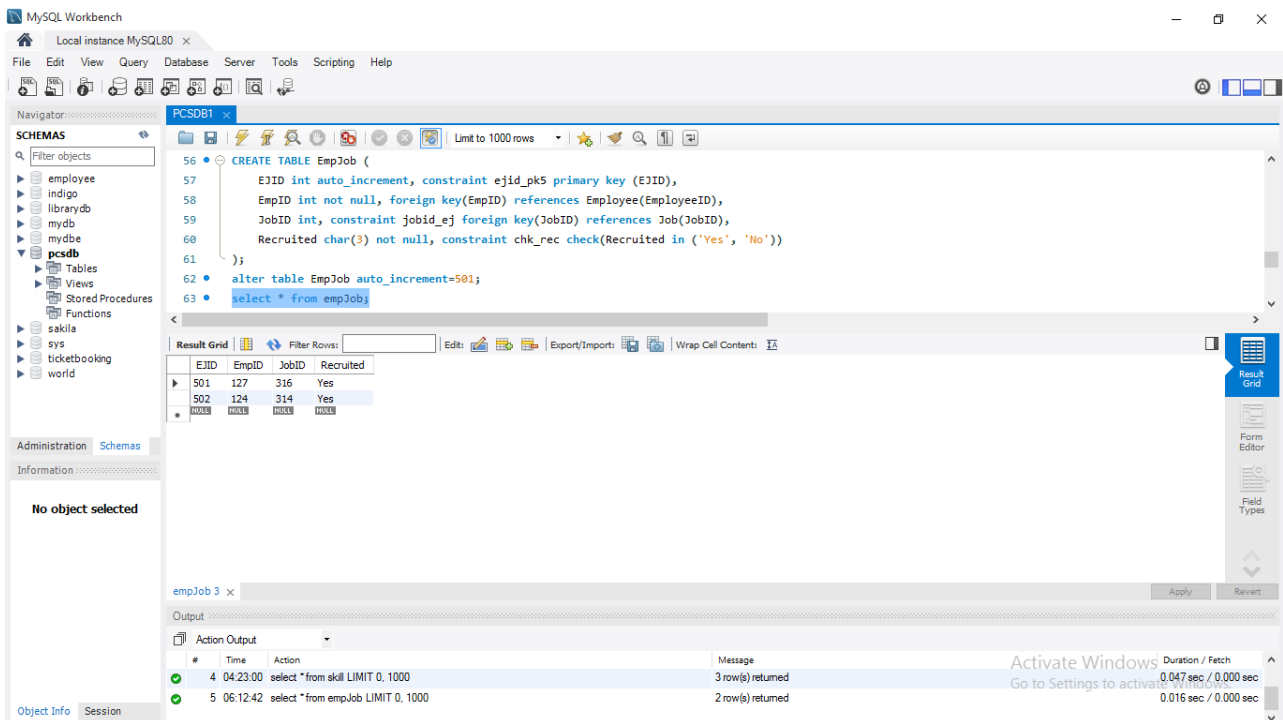 MySQL Workbench
Local instance MySQL80
File Edit View Query Database Server Tools Scripting Help
Navigator
SCHEMAS
Filter objects
employee
indigo
librarydb
mydb
mydbe
pcsdb
Tables
Views
Stored Procedures
Functions
sakila
sys
ticketbooking
world
Administration Schemas
Information
No object selected
Object Info Session
PCSDB1
Limit to 1000 rows
56 CREATE TABLE EmpJob (
57 EJID int auto_increment, constraint ejid_pk5 primary key (EJID),
58 EmpID int not null, foreign key(EmpID) references Employee(EmployeeID),
59 JobID int, constraint jobid_ej foreign key(JobID) references Job(JobID),
60 Recruited char(3) not null, constraint chk_rec check(Recruited in ('Yes', 'No'))
61 );
62 alter table EmpJob auto_increment=501;
63 select * from empJob;
Result Grid Filter Rows: Edit: Export/Import: Wrap Cell Content:
EJID EmpID JobID Recruited
501 127 316 Yes
502 124 314 Yes
NULL NULL NULL NULL
Result Grid
Form Editor
Field Types
empJob 3
Apply Revert
Output
Action Output
# Time Action Message Duration / Fetch
4 04:23:00 select * from skill LIMIT 0, 1000 3 row(s) returned 0.047 sec / 0.000 sec
5 06:12:42 select * from empJob LIMIT 0, 1000 2 row(s) returned 0.016 sec / 0.000 sec
Activate Windows
Go to Settings to activate Windows.